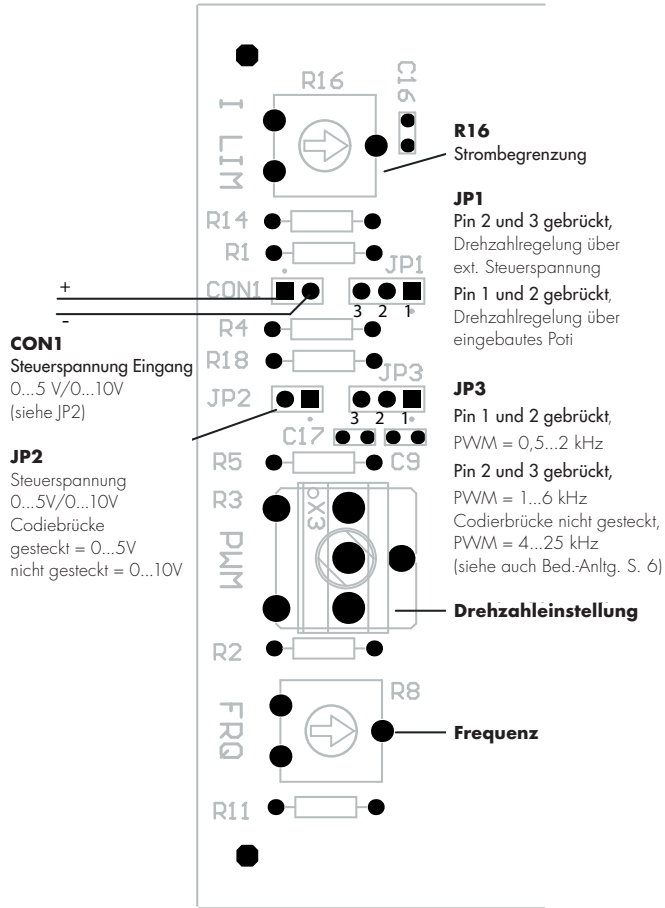 R16
C16
I LIM
R16
Strombegrenzung
R14
R1
JP1
Pin 2 und 3 gebrückt,
Drehzahlregelung über
ext. Steuerspannung
Pin 1 und 2 gebrückt,
Drehzahlregelung über
eingebautes Poti
+
-
CON1
JP1
3 2 1
R4
R18
CON1
Steuerspannung Eingang
0...5 V/0...10V
(siehe JP2)
JP2
JP3
3 2 1
C17
C9
JP3
Pin 1 und 2 gebrückt,
PWM = 0,5...2 kHz
Pin 2 und 3 gebrückt,
PWM = 1...6 kHz
Codierbrücke nicht gesteckt,
PWM = 4...25 kHz
(siehe auch Bed.-Anltg. S. 6)
JP2
Steuerspannung
0...5V/0...10V
Codiebrücke
gesteckt = 0...5V
nicht gesteckt = 0...10V
R5
R3
X3
PWM
Drehzahleinstellung
R2
R8
FRQ
Frequenz
R11